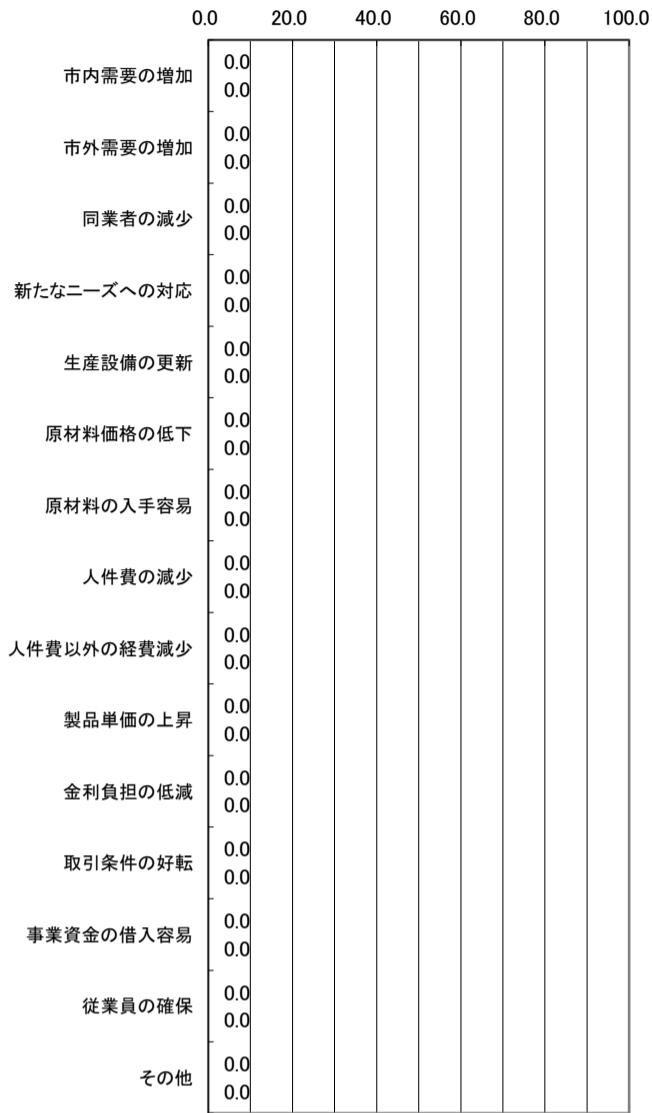 0.0 20.0 40.0 60.0 80.0 100.0
市内需要の増加
0.0
0.0
市外需要の増加
0.0
0.0
同業者の減少
0.0
0.0
新たなニーズへの対応
0.0
0.0
生産設備の更新
0.0
0.0
原材料価格の低下
0.0
0.0
原材料の入手容易
0.0
0.0
人件費の減少
0.0
0.0
人件費以外の経費減少
0.0
0.0
製品単価の上昇
0.0
0.0
金利負担の低減
0.0
0.0
取引条件の好転
0.0
0.0
事業資金の借入容易
0.0
0.0
従業員の確保
0.0
0.0
その他
0.0
0.0